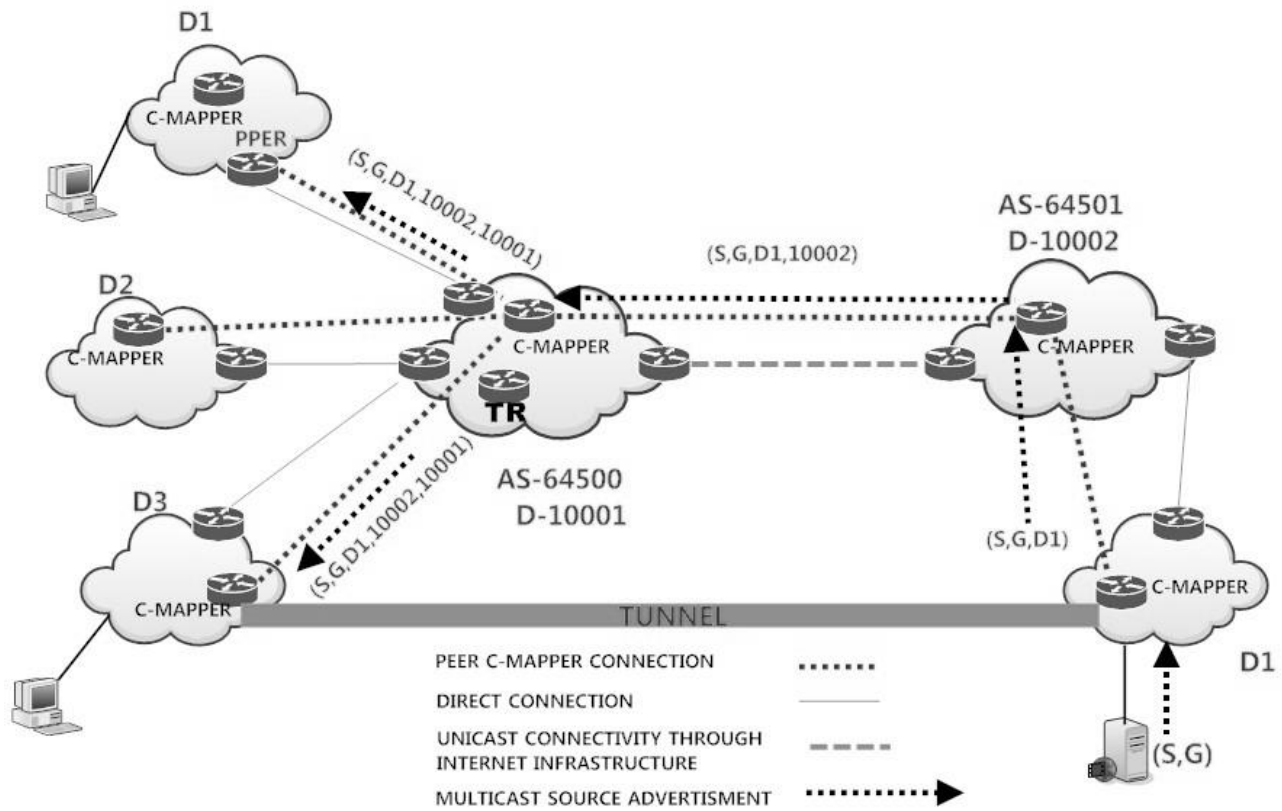 D1
C-MAPPER
PPER
(S,G,D1,10002,10001)
AS-64501
D-10002
(S,G,D1,10002)
D2
C-MAPPER
C-MAPPER
C-MAPPER
TR
AS-64500
D-10001
(S,G,D1,10002,10001)
(S,G,D1)
D3
C-MAPPER
C-MAPPER
TUNNEL
D1
PEER C-MAPPER CONNECTION
DIRECT CONNECTION
UNICAST CONNECTIVITY THROUGH
INTERNET INFRASTRUCTURE
MULTICAST SOURCE ADVERTISMENT
(S,G)